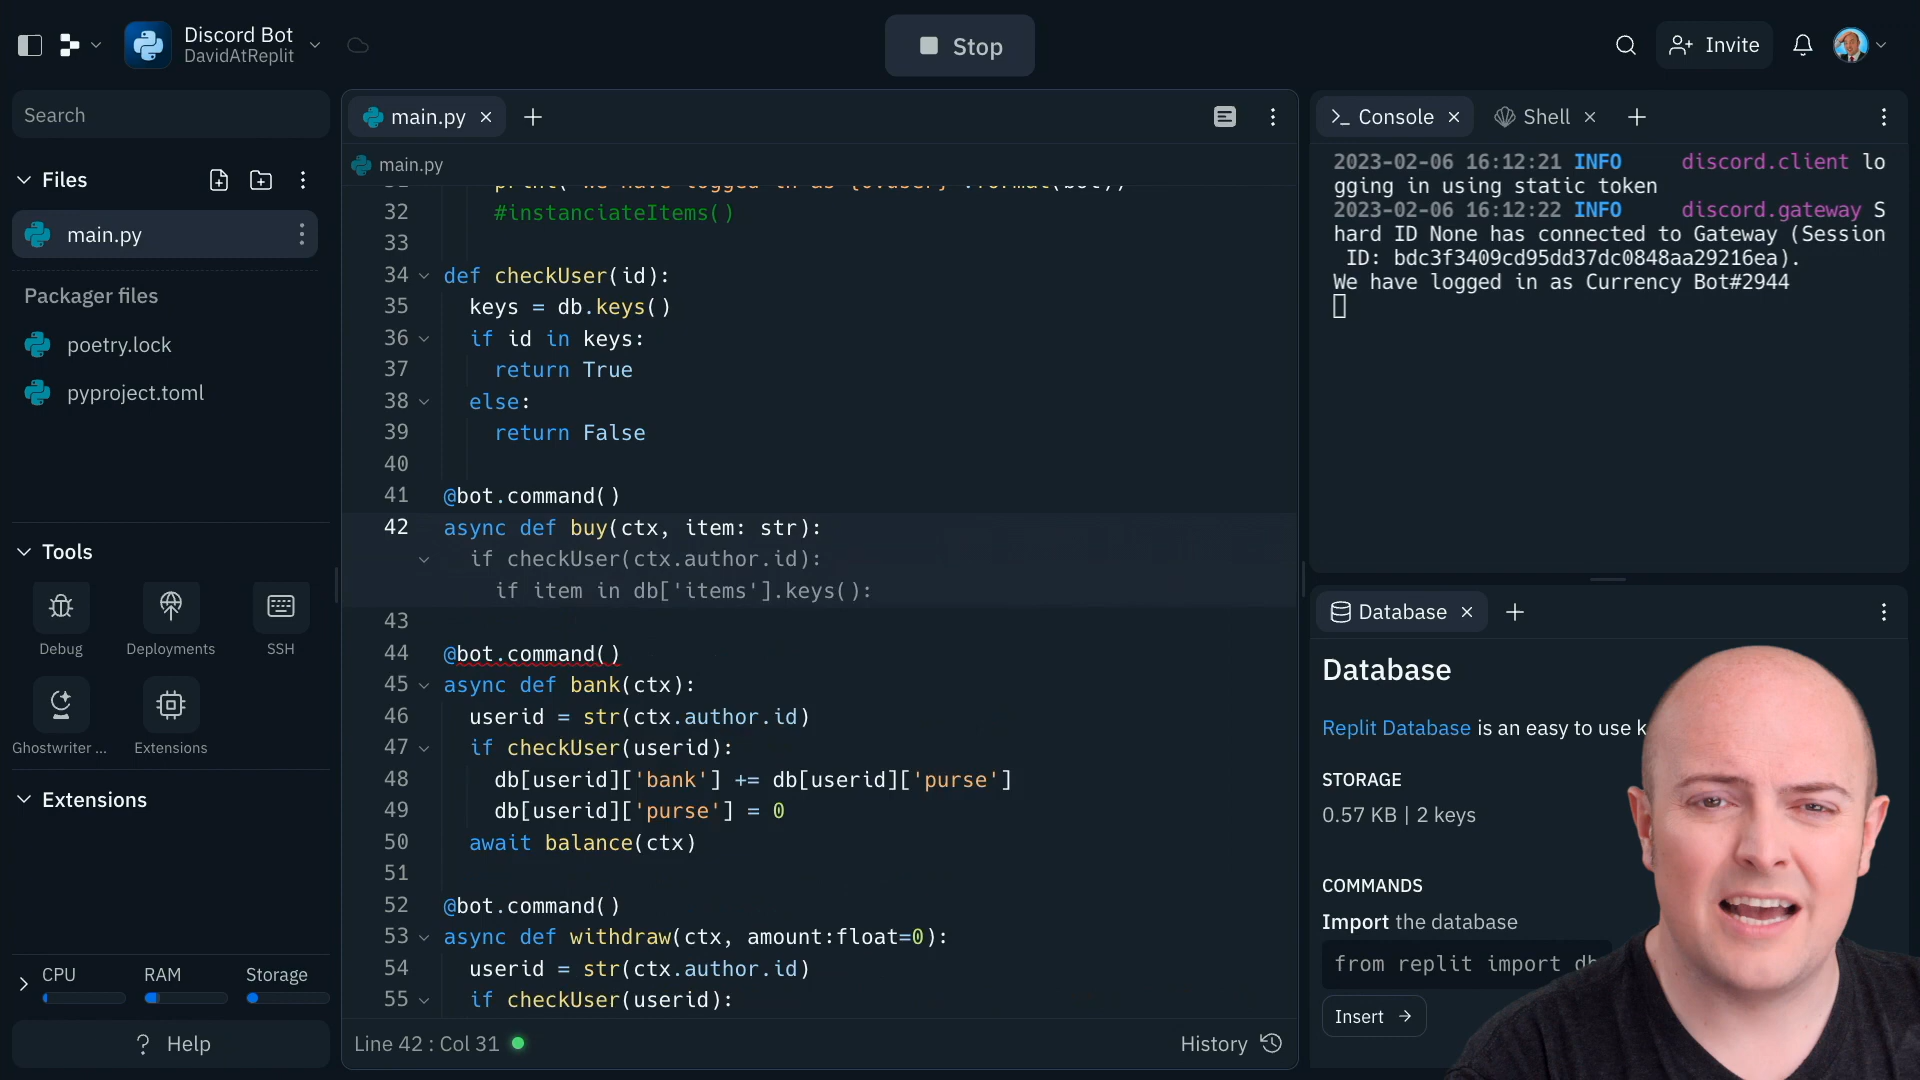 Discord Bot
DavidAtReplit
Stop
Invite
Search
Files
main.py
Packager files
poetry.lock
pyproject.toml
Tools
Debug
Deployments
SSH
Ghostwriter ...
Extensions
Extensions
CPU
RAM
Storage
? Help
main.py
main.py
32 #instanciateItems()
33
34 def checkUser(id):
35 keys = db.keys()
36 if id in keys:
37 return True
38 else:
39 return False
40
41 @bot.command()
42 async def buy(ctx, item: str):
if checkUser(ctx.author.id):
if item in db['items'].keys():
43
44 @bot.command()
45 async def bank(ctx):
46 userid = str(ctx.author.id)
47 if checkUser(userid):
48 db[userid]['bank'] += db[userid]['purse']
49 db[userid]['purse'] = 0
50 await balance(ctx)
51
52 @bot.command()
53 async def withdraw(ctx, amount:float=0):
54 userid = str(ctx.author.id)
55 if checkUser(userid):
Line 42 : Col 31
History
Console
Shell
2023-02-06 16:12:21 INFO discord.client lo
gging in using static token
2023-02-06 16:12:22 INFO discord.gateway S
hard ID None has connected to Gateway (Session
ID: bdc3f3409cd95dd37dc0848aa29216ea).
We have logged in as Currency Bot#2944
Database
Database
Replit Database is an easy to use k
STORAGE
0.57 KB | 2 keys
COMMANDS
Import the database
from replit import db
Insert →